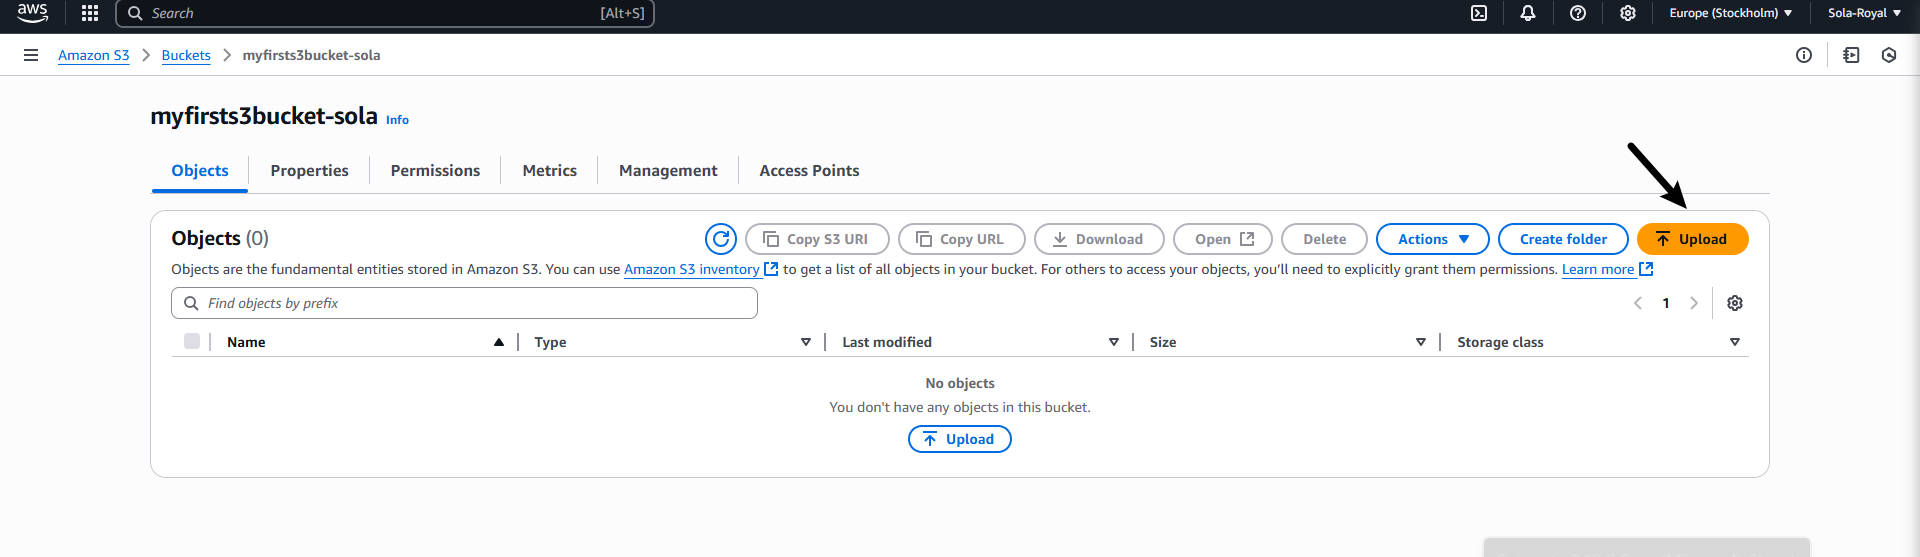 aws Search [Alt+S] Europe (Stockholm) Sola-Royal
Amazon S3 Buckets myfirsts3bucket-sola
myfirsts3bucket-sola Info
Objects Properties Permissions Metrics Management Access Points
Objects (0) Copy S3 URI Copy URL Download Open Delete Actions Create folder Upload
Objects are the fundamental entities stored in Amazon S3. You can use Amazon S3 inventory to get a list of all objects in your bucket. For others to access your objects, you'll need to explicitly grant them permissions. Learn more
Find objects by prefix 1
Name Type Last modified Size Storage class
No objects
You don't have any objects in this bucket.
Upload